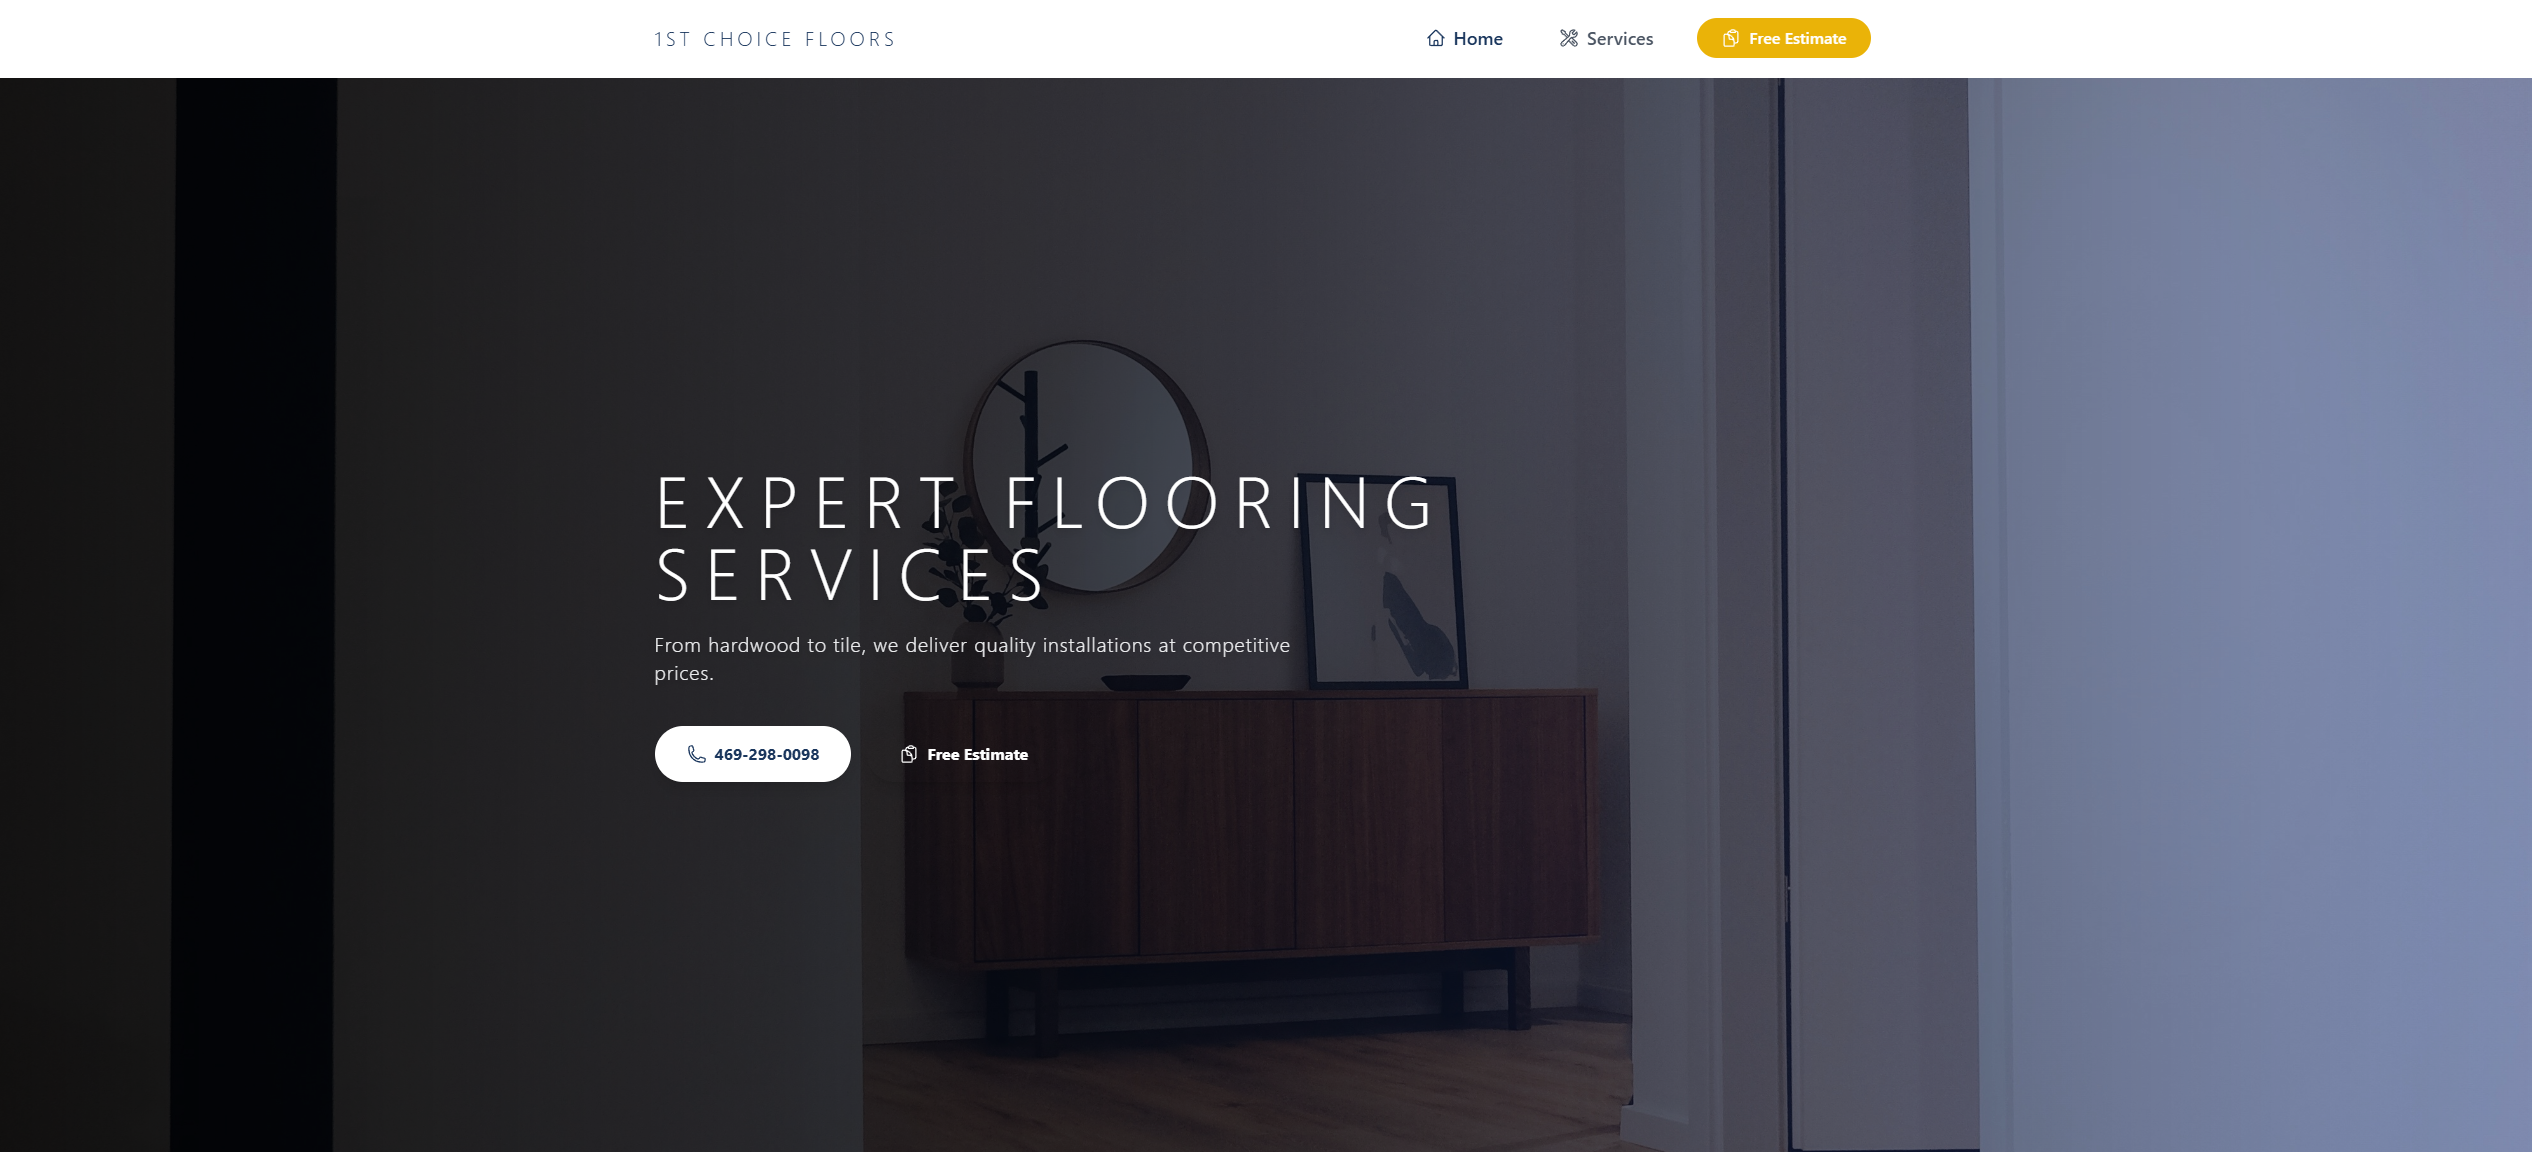 1ST CHOICE FLOORS
Home
Services
Free Estimate
EXPERT FLOORING
SERVICES
From hardwood to tile, we deliver quality installations at competitive
prices.
469-298-0098
Free Estimate